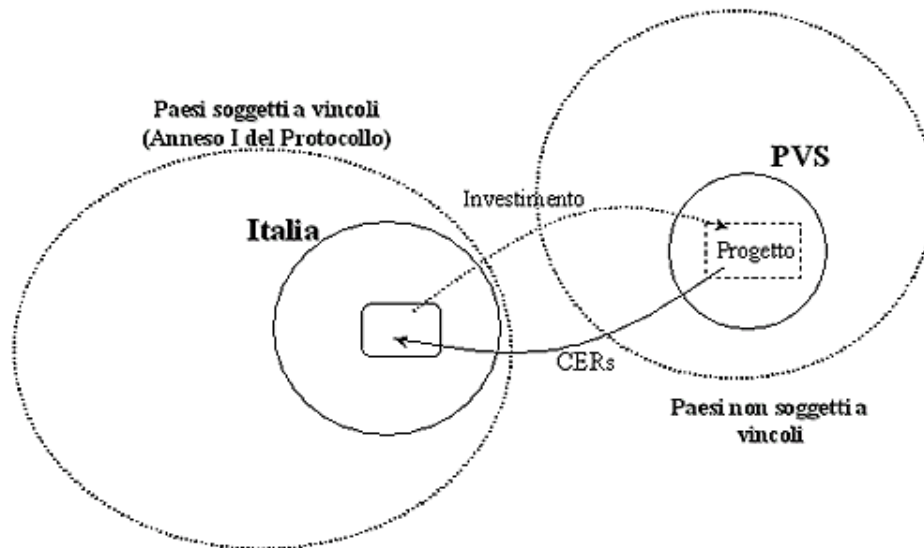 Paesi soggetti a vincoli
(Anneso I del Protocollo)
PVS
Investimento
Italia
Progetto
CERs
Paesi non soggetti a
vincoli